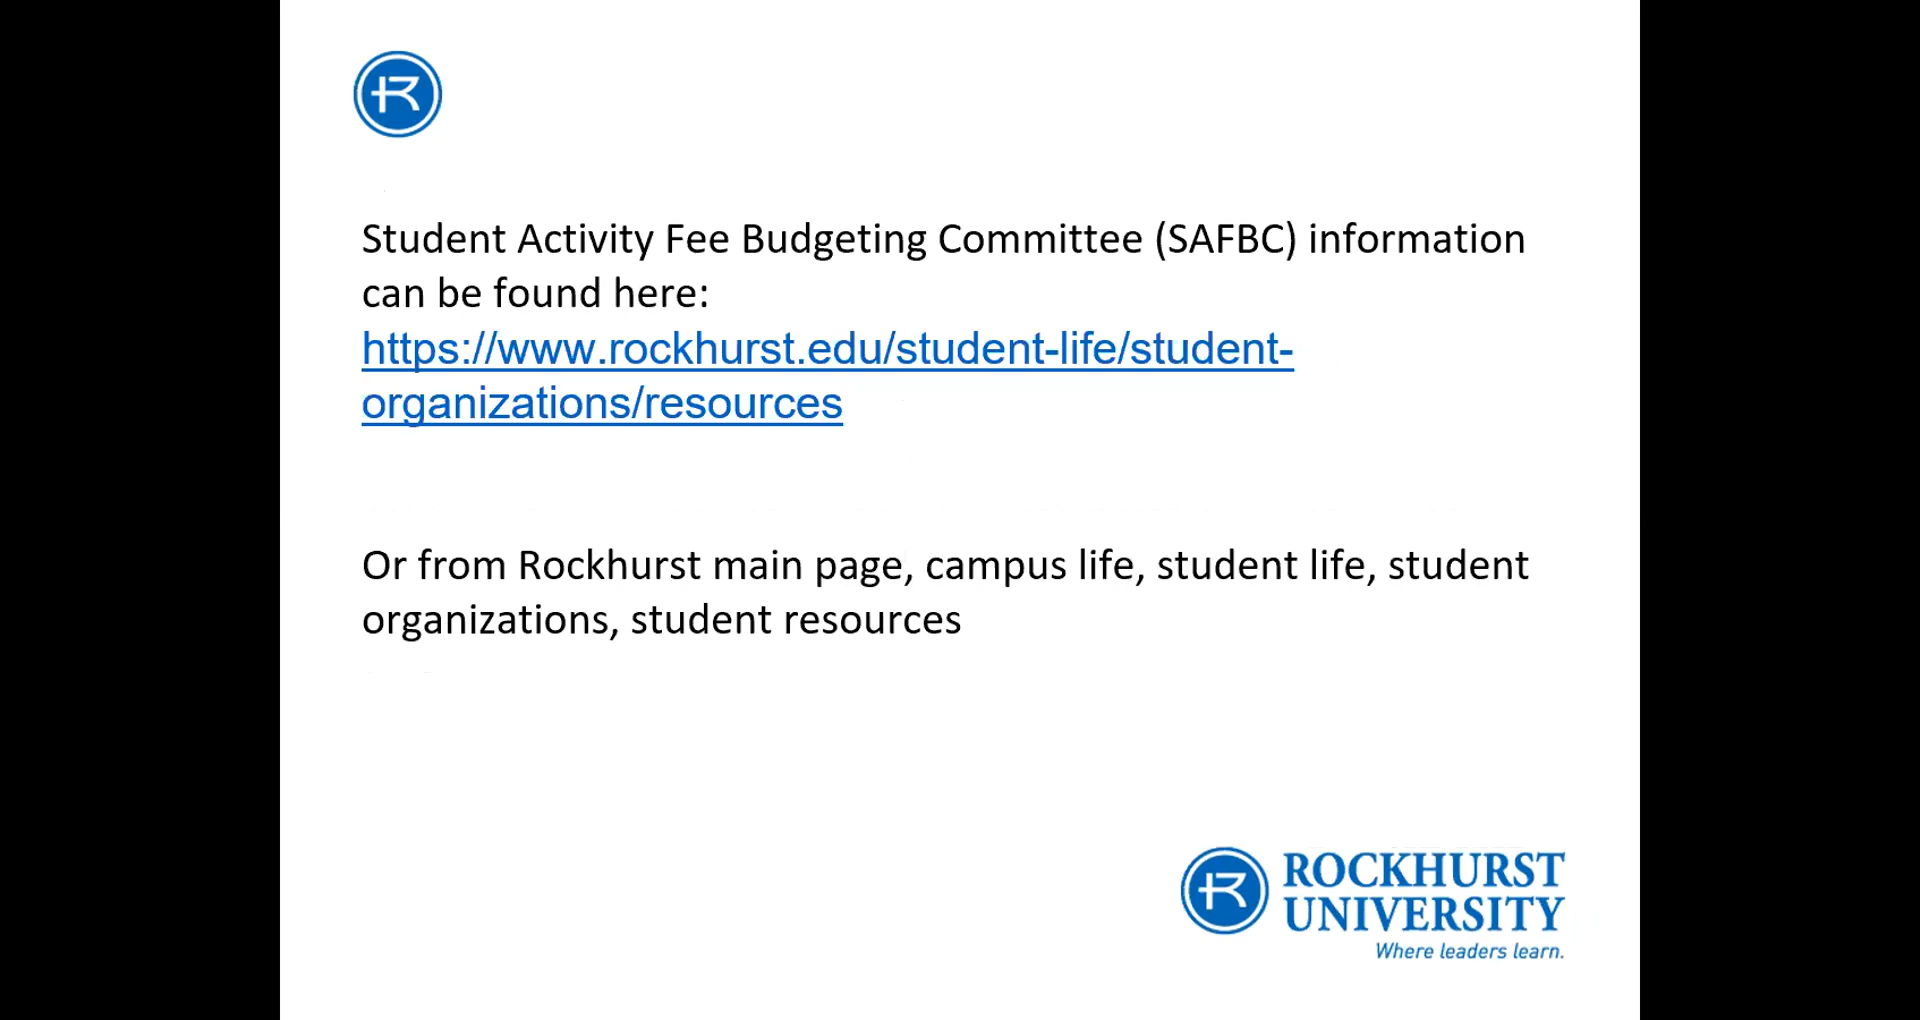 Student Activity Fee Budgeting Committee (SAFBC) information
can be found here:
https://www.rockhurst.edu/student-life/student-
organizations/resources
Or from Rockhurst main page, campus life, student life, student
organizations, student resources
ROCKHURST
UNIVERSITY
Where leaders learn.